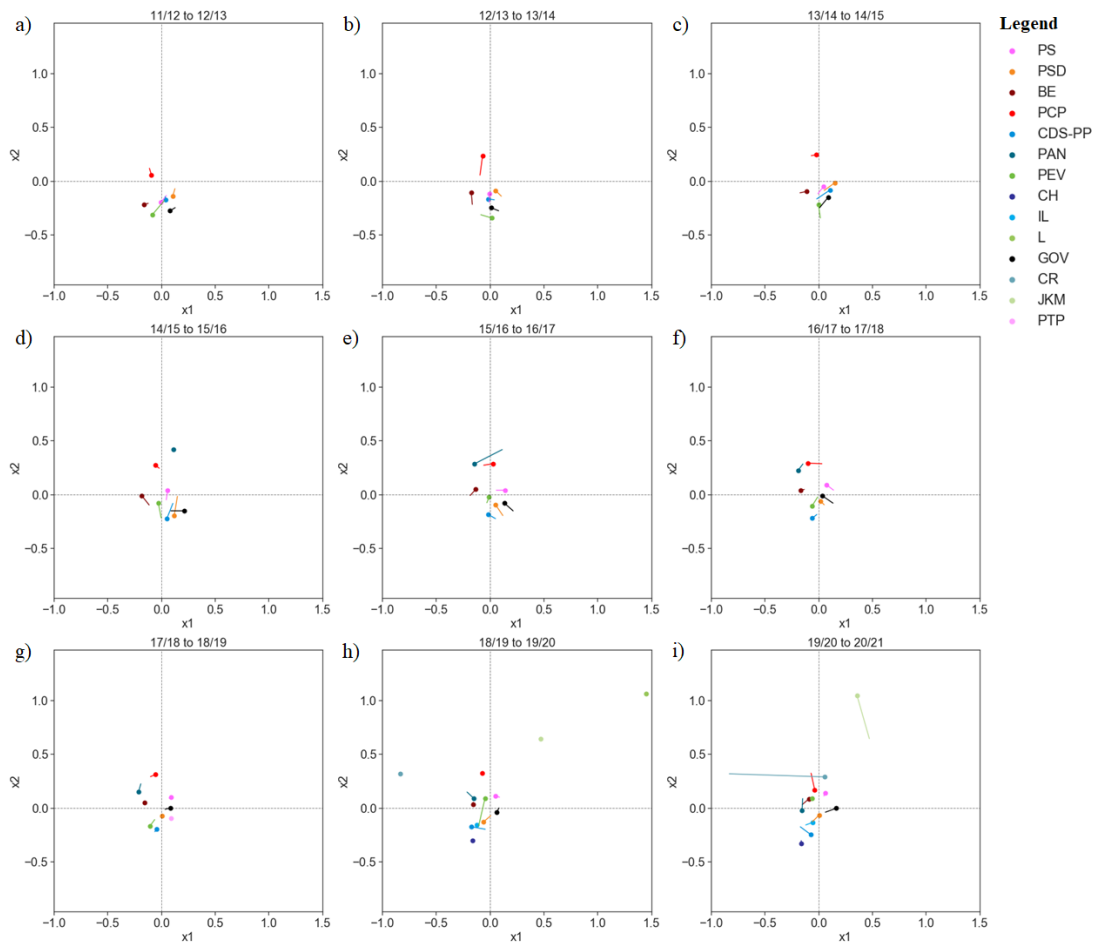 a) 11/12 to 12/13
b) 12/13 to 13/14
c) 13/14 to 14/15
Legend
PS
PSD
BE
PCP
CDS-PP
PAN
PEV
CH
IL
L
GOV
CR
JKM
PTP
x2
1.0
0.5
0.0
−0.5
−1.0 −0.5 0.0 0.5 1.0 1.5
x1
x2
1.0
0.5
0.0
−0.5
−1.0 −0.5 0.0 0.5 1.0 1.5
x1
x2
1.0
0.5
0.0
−0.5
−1.0 −0.5 0.0 0.5 1.0 1.5
x1
d) 14/15 to 15/16
x2
1.0
0.5
0.0
−0.5
−1.0 −0.5 0.0 0.5 1.0 1.5
x1
e) 15/16 to 16/17
x2
1.0
0.5
0.0
−0.5
−1.0 −0.5 0.0 0.5 1.0 1.5
x1
f) 16/17 to 17/18
x2
1.0
0.5
0.0
−0.5
−1.0 −0.5 0.0 0.5 1.0 1.5
x1
g) 17/18 to 18/19
x2
1.0
0.5
0.0
−0.5
−1.0 −0.5 0.0 0.5 1.0 1.5
x1
h) 18/19 to 19/20
x2
1.0
0.5
0.0
−0.5
−1.0 −0.5 0.0 0.5 1.0 1.5
x1
i) 19/20 to 20/21
x2
1.0
0.5
0.0
−0.5
−1.0 −0.5 0.0 0.5 1.0 1.5
x1